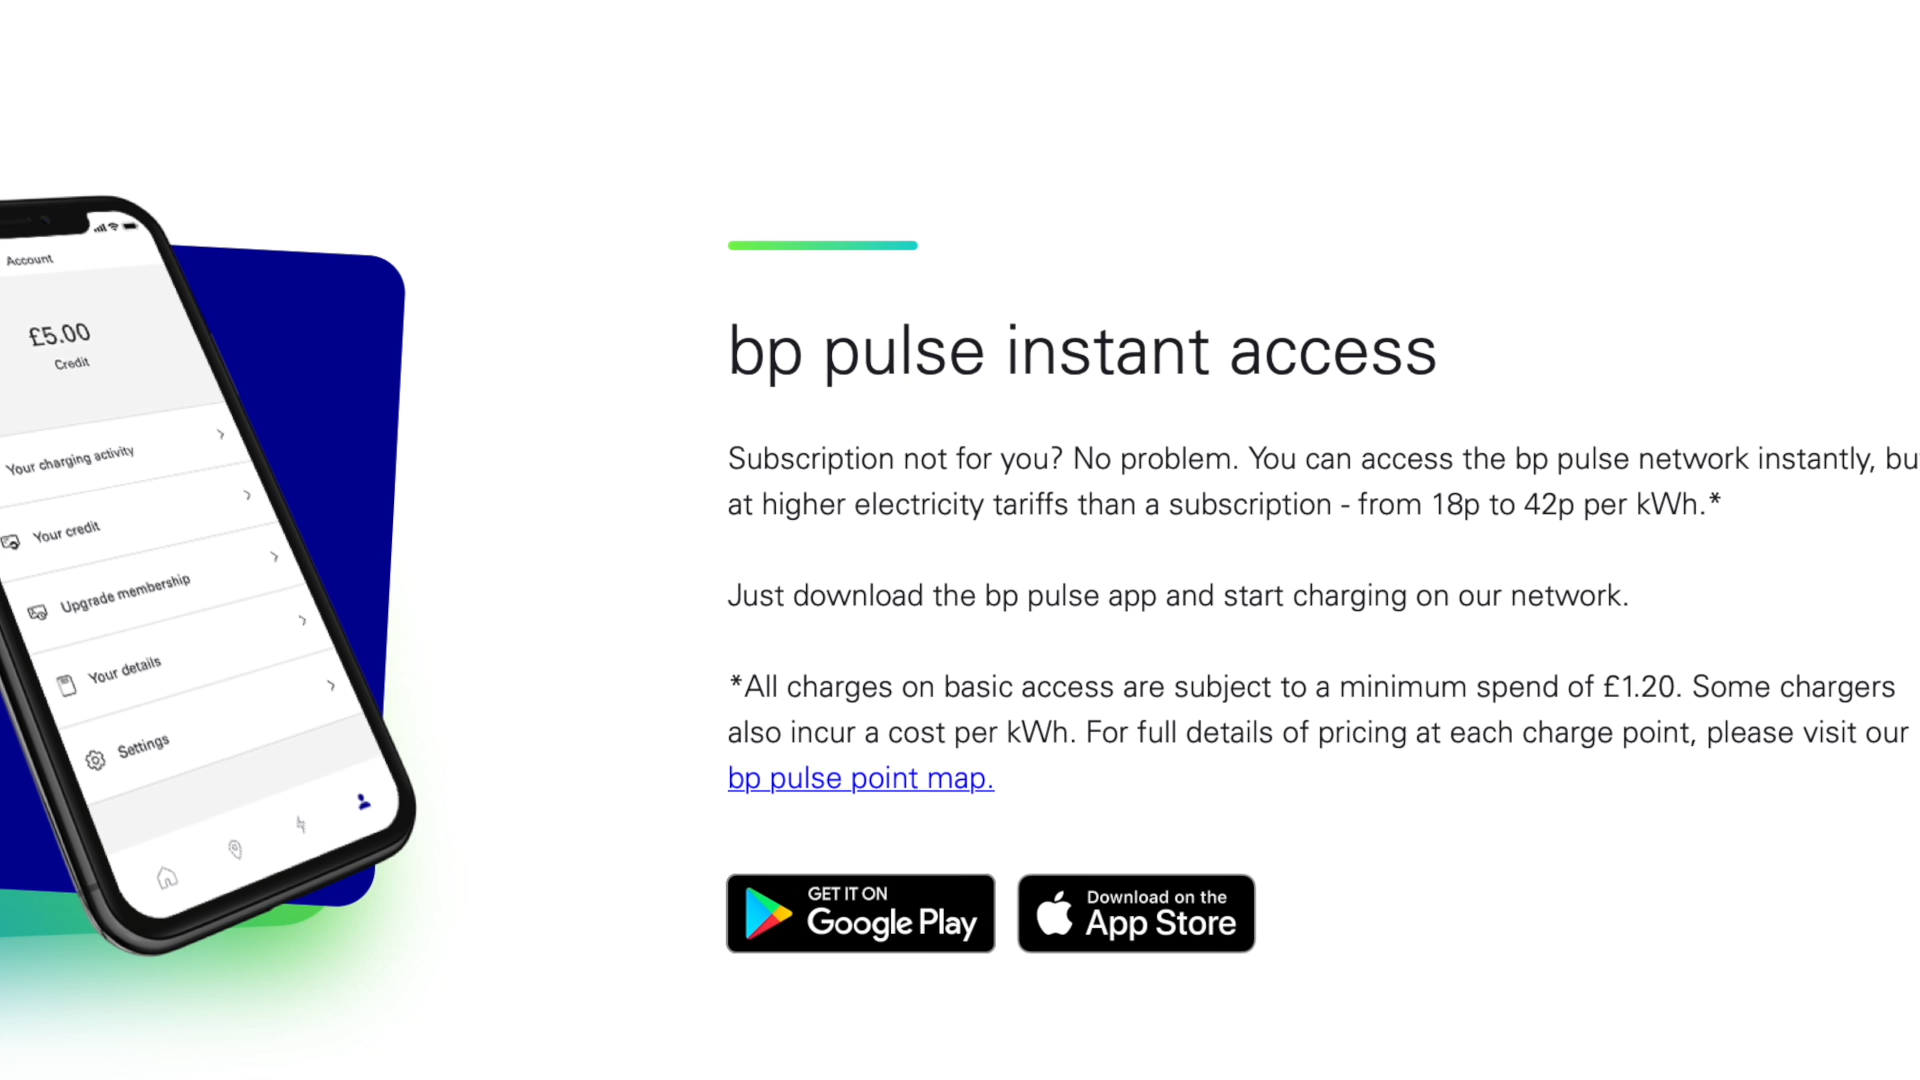 Account
£5.00
Credit
Your charging activity
Your credit
Upgrade membership
Your details
Settings
bp pulse instant access
Subscription not for you? No problem. You can access the bp pulse network instantly, bu
at higher electricity tariffs than a subscription - from 18p to 42p per kWh.*
Just download the bp pulse app and start charging on our network.
*All charges on basic access are subject to a minimum spend of £1.20. Some chargers
also incur a cost per kWh. For full details of pricing at each charge point, please visit our
bp pulse point map.
GET IT ON
Google Play
Download on the
App Store